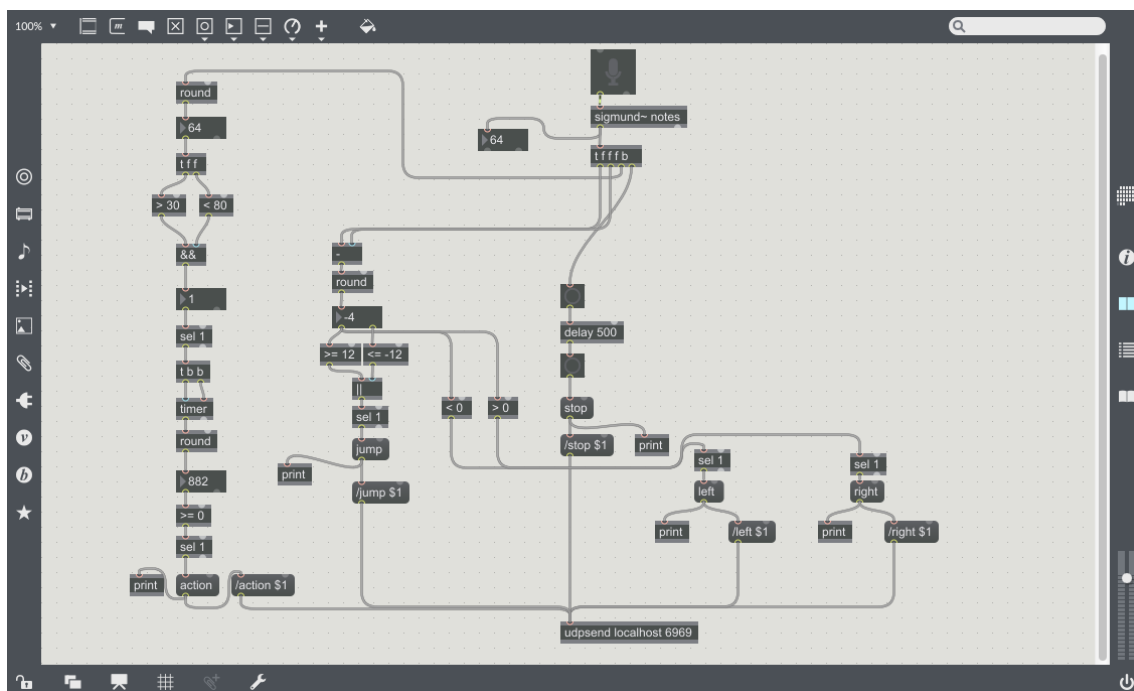 100%
round
64
t f f
> 30
< 80
&&
1
sel 1
t b b
timer
round
882
>= 0
sel 1
print
action
/action $1
sigmund~ notes
64
t f f f b
-
round
-4
>= 12
<= -12
||
sel 1
jump
print
/jump $1
< 0
> 0
delay 500
stop
/stop $1
print
sel 1
left
print
/left $1
sel 1
right
print
/right $1
udpsend localhost 6969